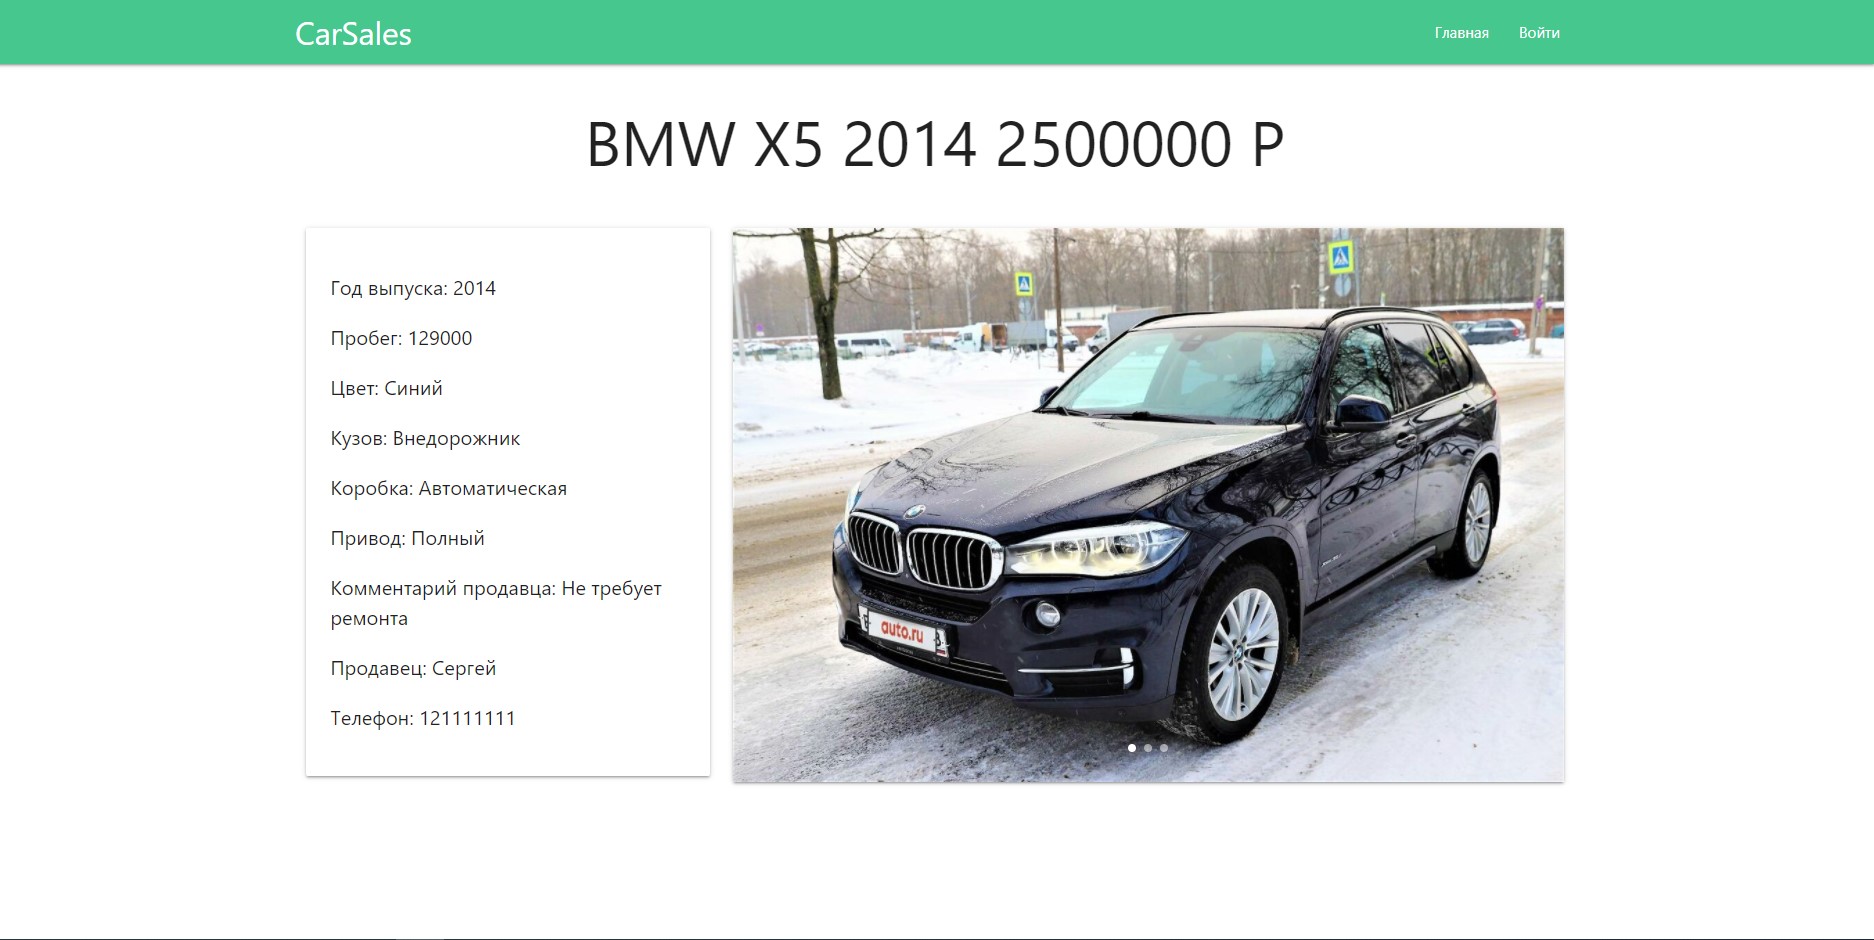 CarSales
Главная
Войти
BMW X5 2014 2500000 Р
Год выпуска: 2014
Пробег: 129000
Цвет: Синий
Кузов: Внедорожник
Коробка: Автоматическая
Привод: Полный
Комментарий продавца: Не требует
ремонта
Продавец: Сергей
Телефон: 121111111
auto.ru